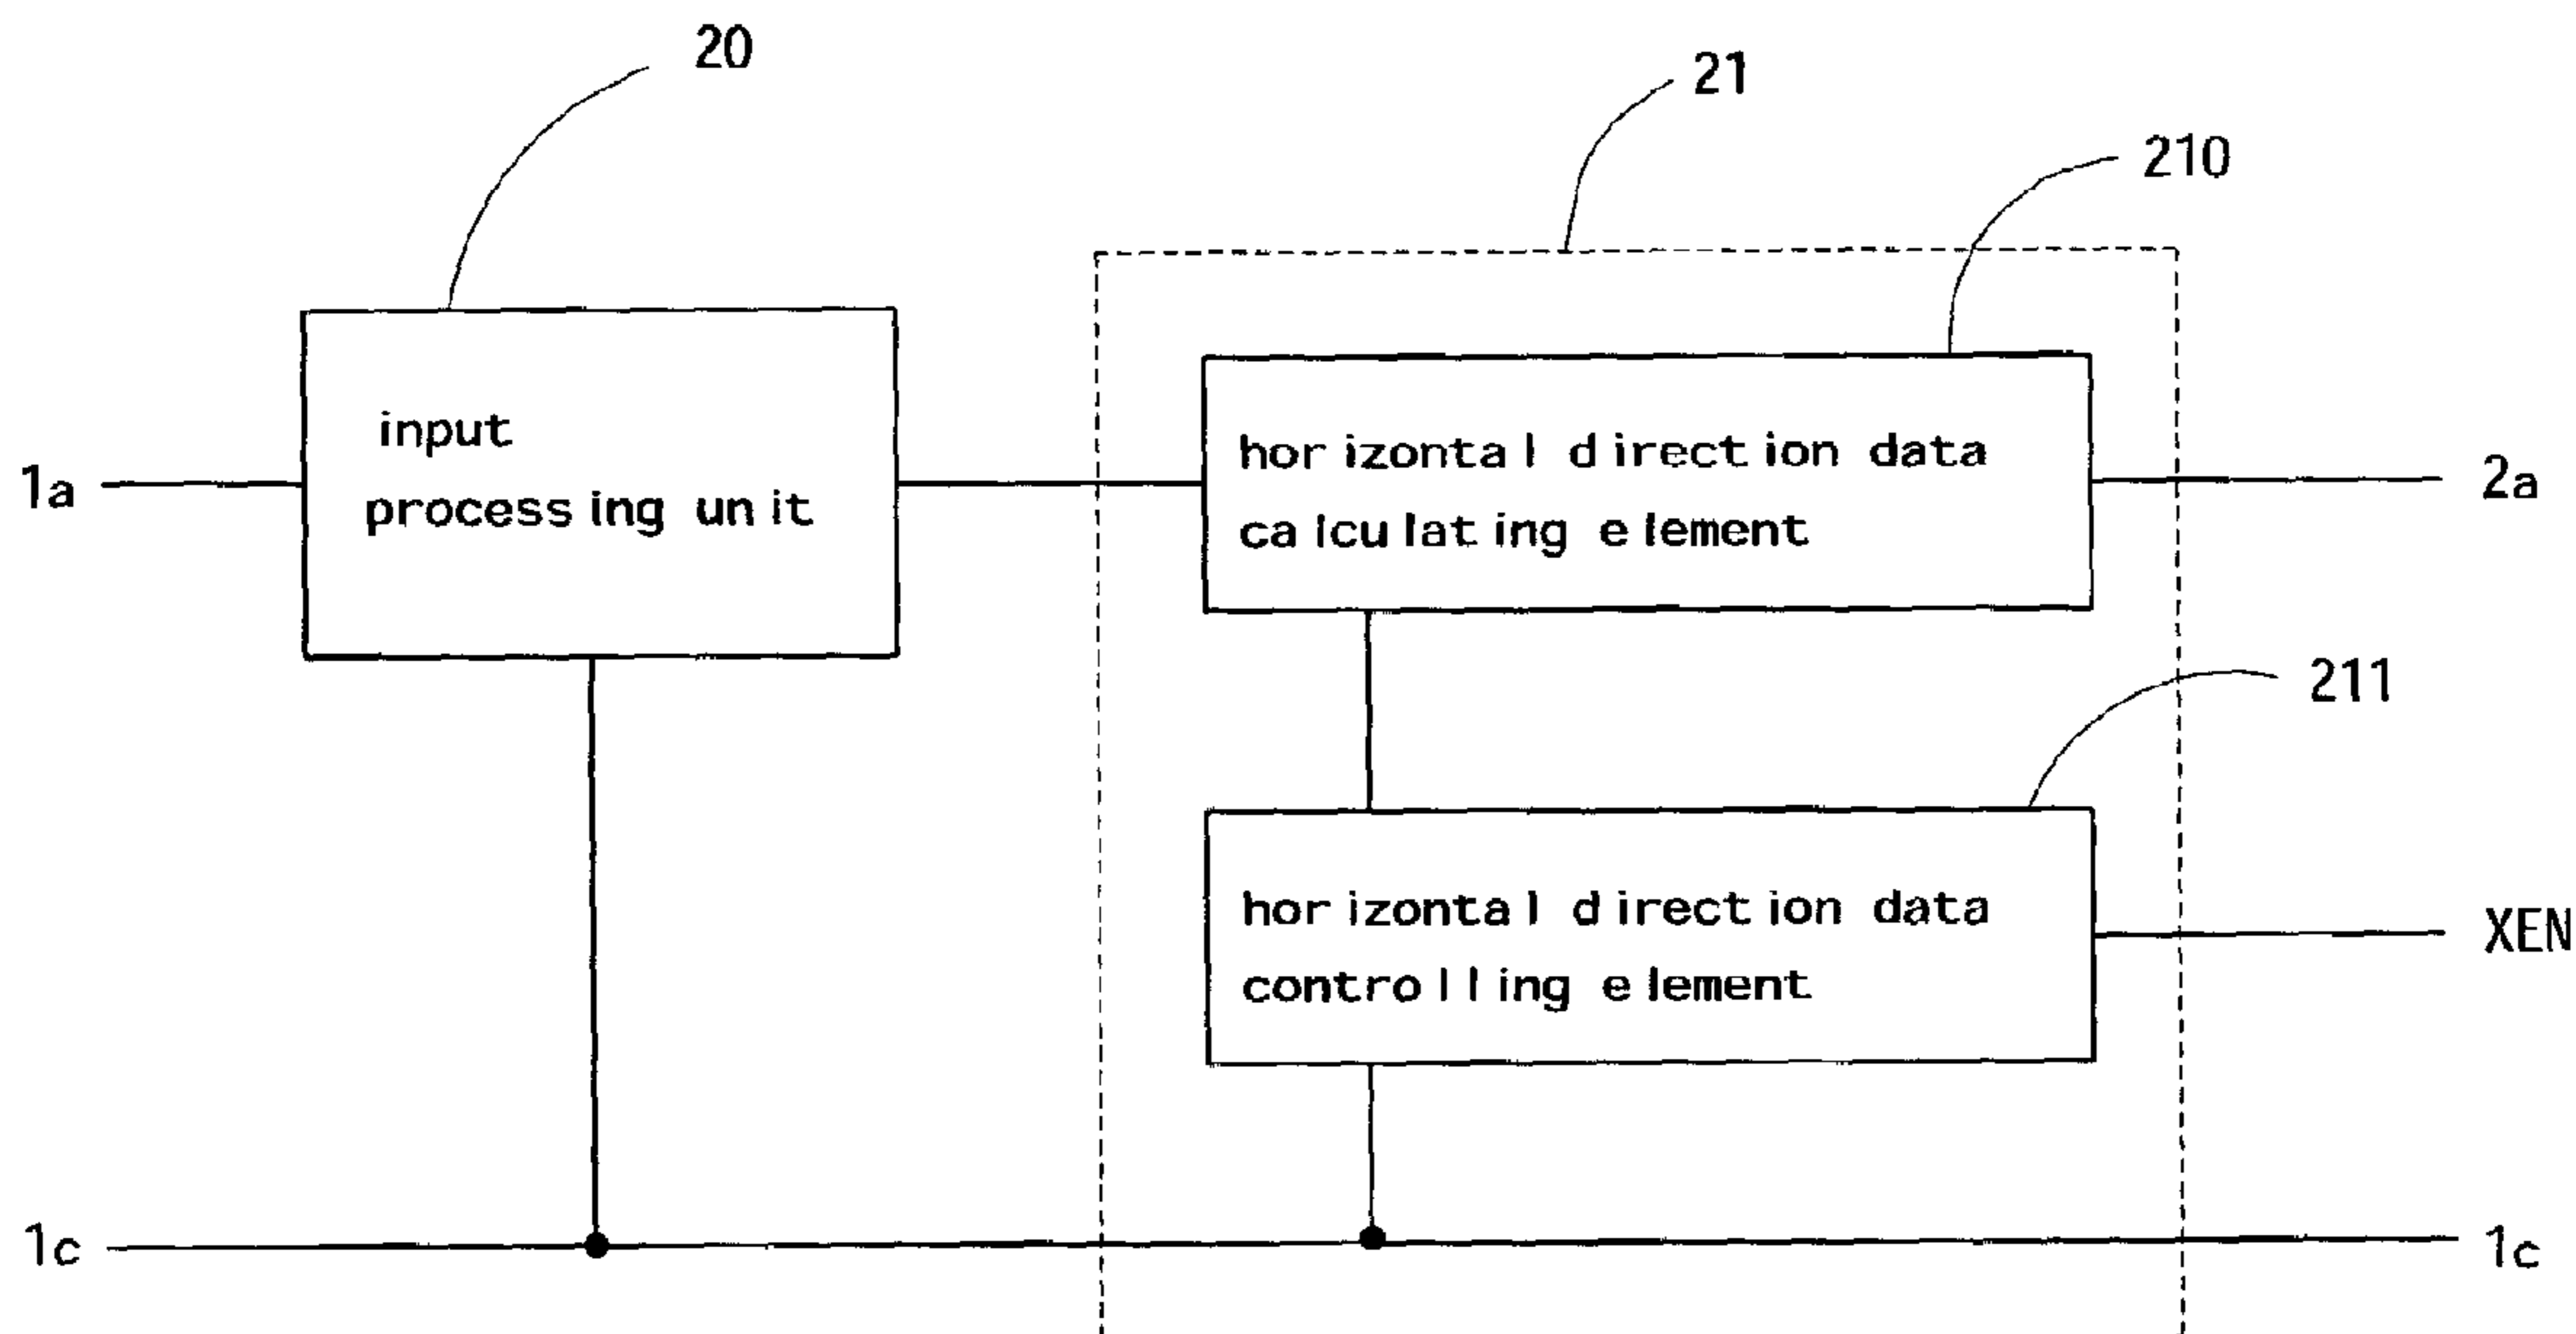 20
21
210
input
processing unit
1a
horizontal direction data
calculating element
2a
211
horizontal direction data
controlling element
XEN
1c
1c